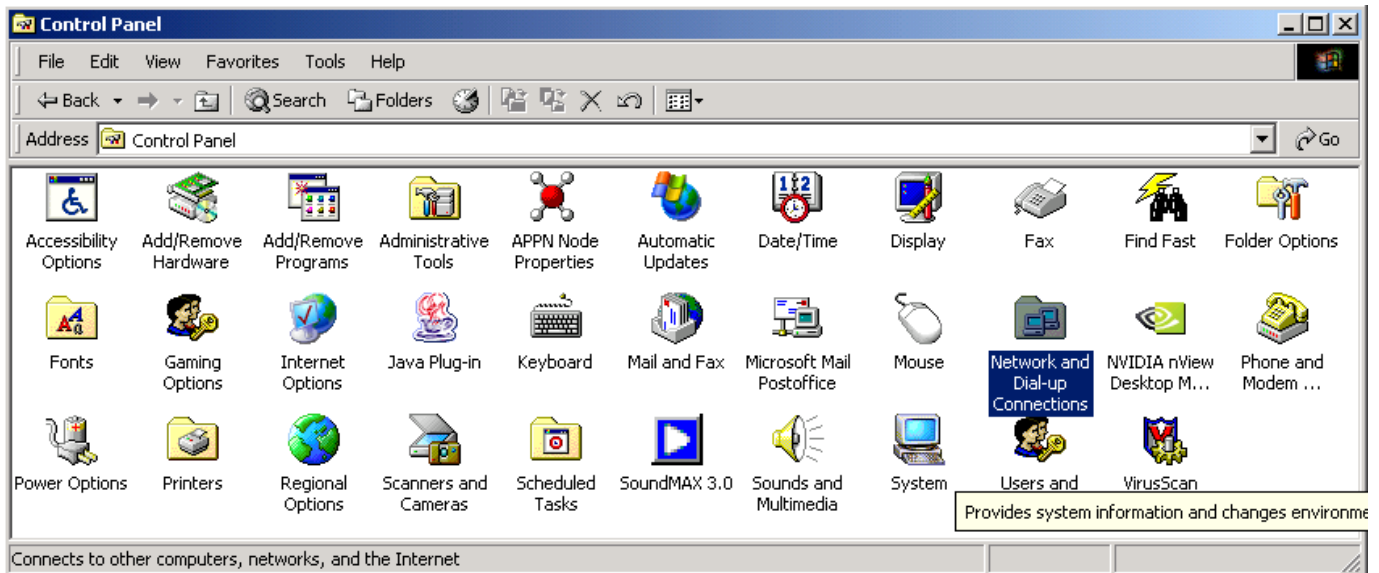 Control Panel
File Edit View Favorites Tools Help
Back Search Folders
Address Control Panel Go
Accessibility Add/Remove Add/Remove Administrative APPN Node Automatic Date/Time Display Fax Find Fast Folder Options
Options Hardware Programs Tools Properties Updates
Fonts Gaming Internet Java Plug-in Keyboard Mail and Fax Microsoft Mail Mouse Network and NVIDIA nView Phone and
Options Options Postoffice Dial-up Desktop M... Modem ...
Connections
Power Options Printers Regional Scanners and Scheduled SoundMAX 3.0 Sounds and System Users and VirusScan
Options Cameras Tasks Multimedia
Provides system information and changes environme
Connects to other computers, networks, and the Internet